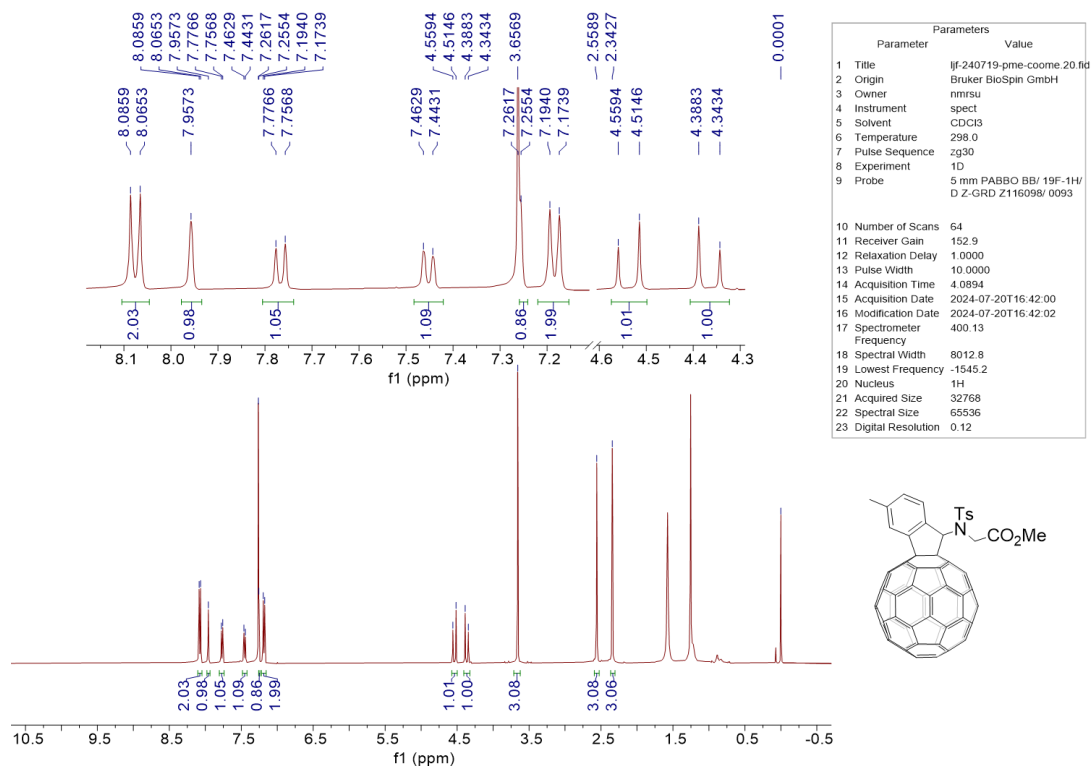 8.0859
8.0653
7.9573
7.7766
7.7568
7.4629
7.4431
7.2617
7.2554
7.1940
7.1739
4.5594
4.5146
4.3883
4.3434
3.6569
2.5589
2.3427
0.0001
8.0859
8.0653
7.9573
7.7766
7.7568
7.4629
7.4431
7.2617
7.2554
7.1940
7.1739
4.5594
4.5146
4.3883
4.3434
2.03
0.98
1.05
1.09
0.86
1.99
1.01
1.00
8.1 8.0 7.9 7.8 7.7 7.6 7.5 7.4 7.3 7.2 4.6 4.5 4.4 4.3
f1 (ppm)
2.03
0.98
1.05
1.09
0.86
1.99
1.01
1.00
3.08
3.08
3.06
10.5 9.5 8.5 7.5 6.5 5.5 4.5 3.5 2.5 1.5 0.5 -0.5
f1 (ppm)
Parameters
Parameter Value
1 Title ljf-240719-pme-coome.20.fid
2 Origin Bruker BioSpin GmbH
3 Owner nmrsu
4 Instrument spect
5 Solvent CDCl3
6 Temperature 298.0
7 Pulse Sequence zg30
8 Experiment 1D
9 Probe 5 mm PABBO BB/ 19F-1H/
D Z-GRD Z116098/ 0093
10 Number of Scans 64
11 Receiver Gain 152.9
12 Relaxation Delay 1.0000
13 Pulse Width 10.0000
14 Acquisition Time 4.0894
15 Acquisition Date 2024-07-20T16:42:00
16 Modification Date 2024-07-20T16:42:02
17 Spectrometer 400.13
Frequency
18 Spectral Width 8012.8
19 Lowest Frequency -1545.2
20 Nucleus 1H
21 Acquired Size 32768
22 Spectral Size 65536
23 Digital Resolution 0.12
Ts
N
CO2Me